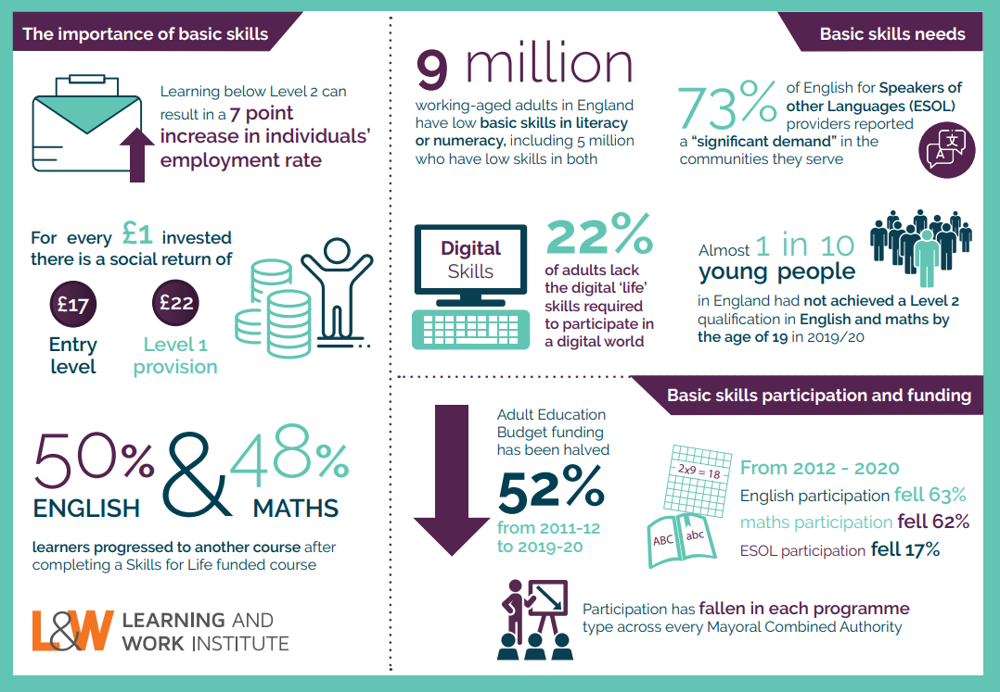 The importance of basic skills
Learning below Level 2 can
result in a 7 point
increase in individuals'
employment rate
For every £1 invested
there is a social return of
£17
£22
Entry
level
Level 1
provision
50% & 48%
ENGLISH MATHS
learners progressed to another course after
completing a Skills for Life funded course
L&W LEARNING AND
WORK INSTITUTE
Basic skills needs
9 million
working-aged adults in England
have low basic skills in literacy
or numeracy, including 5 million
who have low skills in both
73%
of English for Speakers of
other Languages (ESOL)
providers reported
a "significant demand" in the
communities they serve
A 文
Digital
Skills
22%
of adults lack
the digital 'life'
skills required
to participate in
a digital world
Almost 1 in 10
young people
in England had not achieved a Level 2
qualification in English and maths by
the age of 19 in 2019/20
Basic skills participation and funding
Adult Education
Budget funding
has been halved
52%
from 2011-12
to 2019-20
2x9 = 18
ABC abc
From 2012 - 2020
English participation fell 63%
maths participation fell 62%
ESOL participation fell 17%
Participation has fallen in each programme
type across every Mayoral Combined Authority